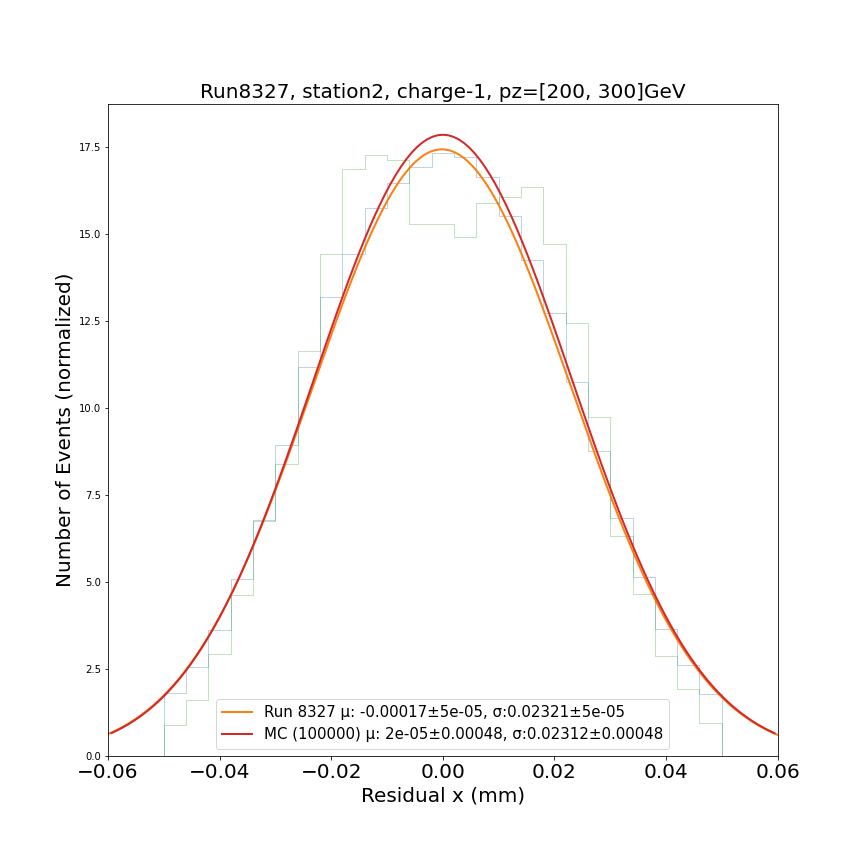 Run8327, station2, charge-1, pz=[200, 300]GeV
Number of Events (normalized)
17.5
15.0
12.5
10.0
7.5
5.0
2.5
0.0
Run 8327 μ: -0.00017±5e-05, σ:0.02321±5e-05
MC (100000) μ: 2e-05±0.00048, σ:0.02312±0.00048
−0.06 −0.04 −0.02 0.00 0.02 0.04 0.06
Residual x (mm)